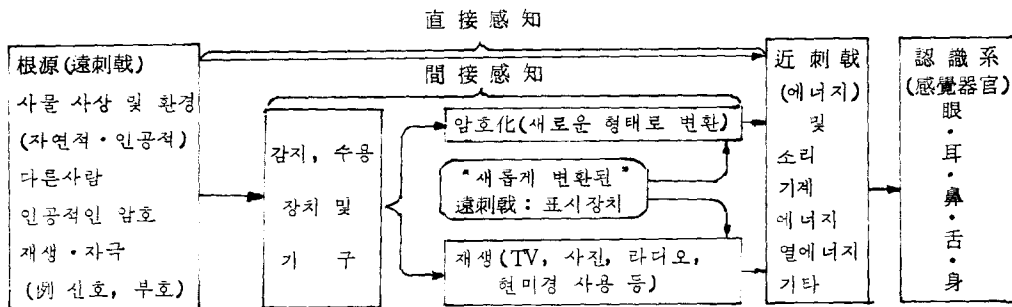 直接感知
根源(遠刺戟)
사물 사상 및 환경
(자연적·인공적)
다른사람
인공적인 암호
재생·자극
(例 신호, 부호)
間接感知
감지, 수용
장치 및
기 구
암호化(새로운 형태로 변환)
"새롭게 변환된"
遠刺戟: 표시장치
재생(TV, 사진, 라디오,
현미경 사용 등)
近刺戟
(에너지)
및
소리
기계
에너지
열에너지
기타
認識系
(感覺器官)
眼·耳·鼻·舌·身